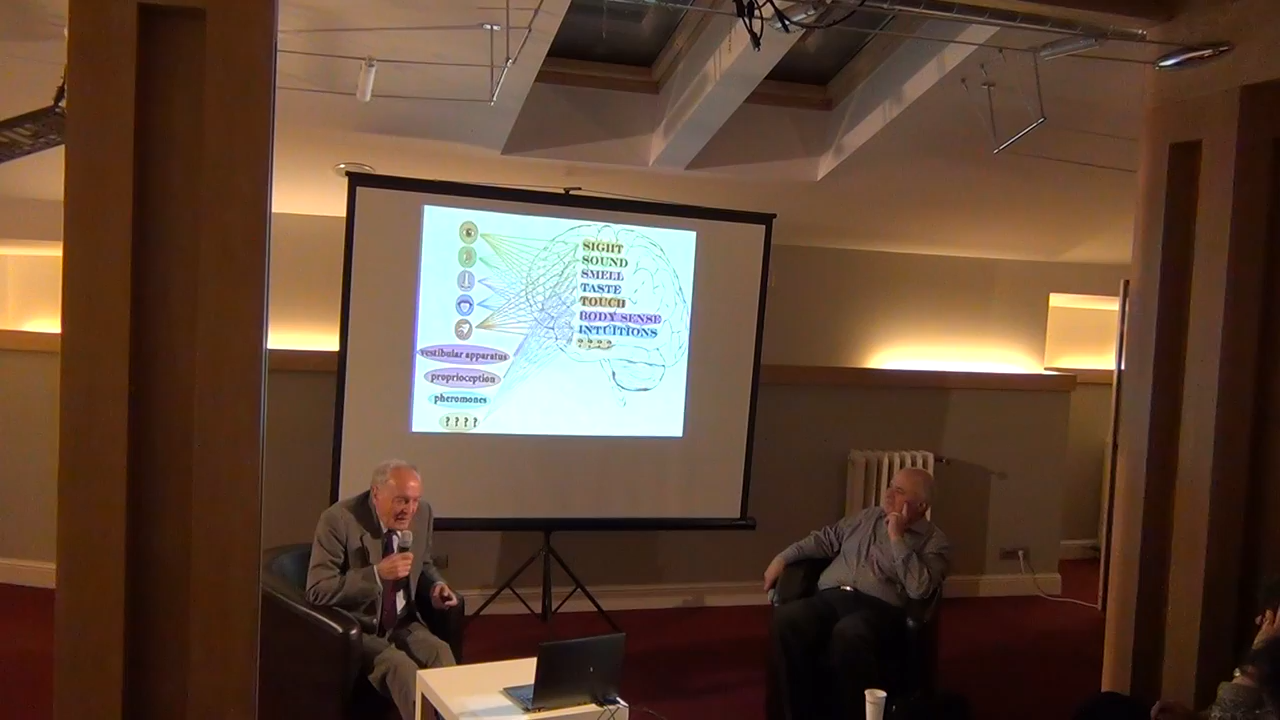 SIGHT
SOUND
SMELL
TASTE
TOUCH
BODY SENSE
INTUITIONS
? ? ? ?
vestibular apparatus
proprioception
pheromones
? ? ? ?